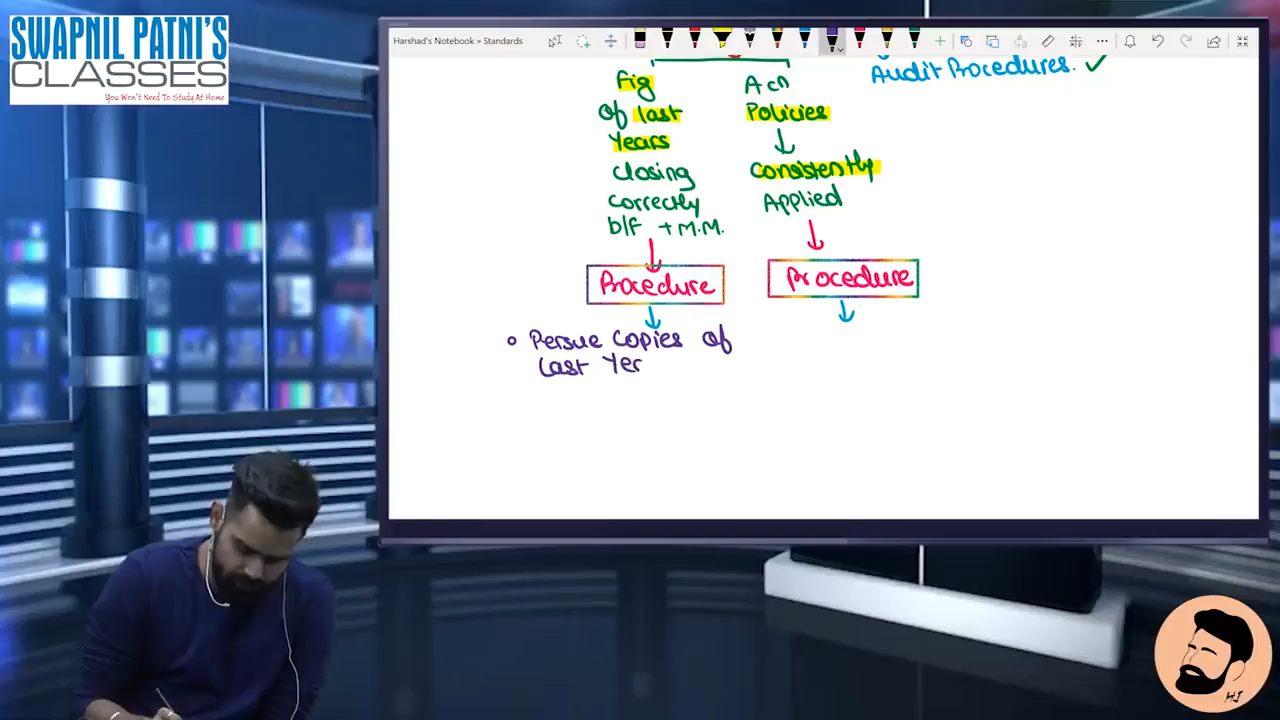 SWAPNIL PATNI'S
CLASSES
You Won't Need To Study At Home
Harshad's Notebook » Standards
Audit Procedures. ✓
Fig
Of last
Years
closing
correctly
b/f + M.M.
Acn
Policies
↓
Consistently
Applied
Procedure
Procedure
Persue Copies of
Last Yer
HJ